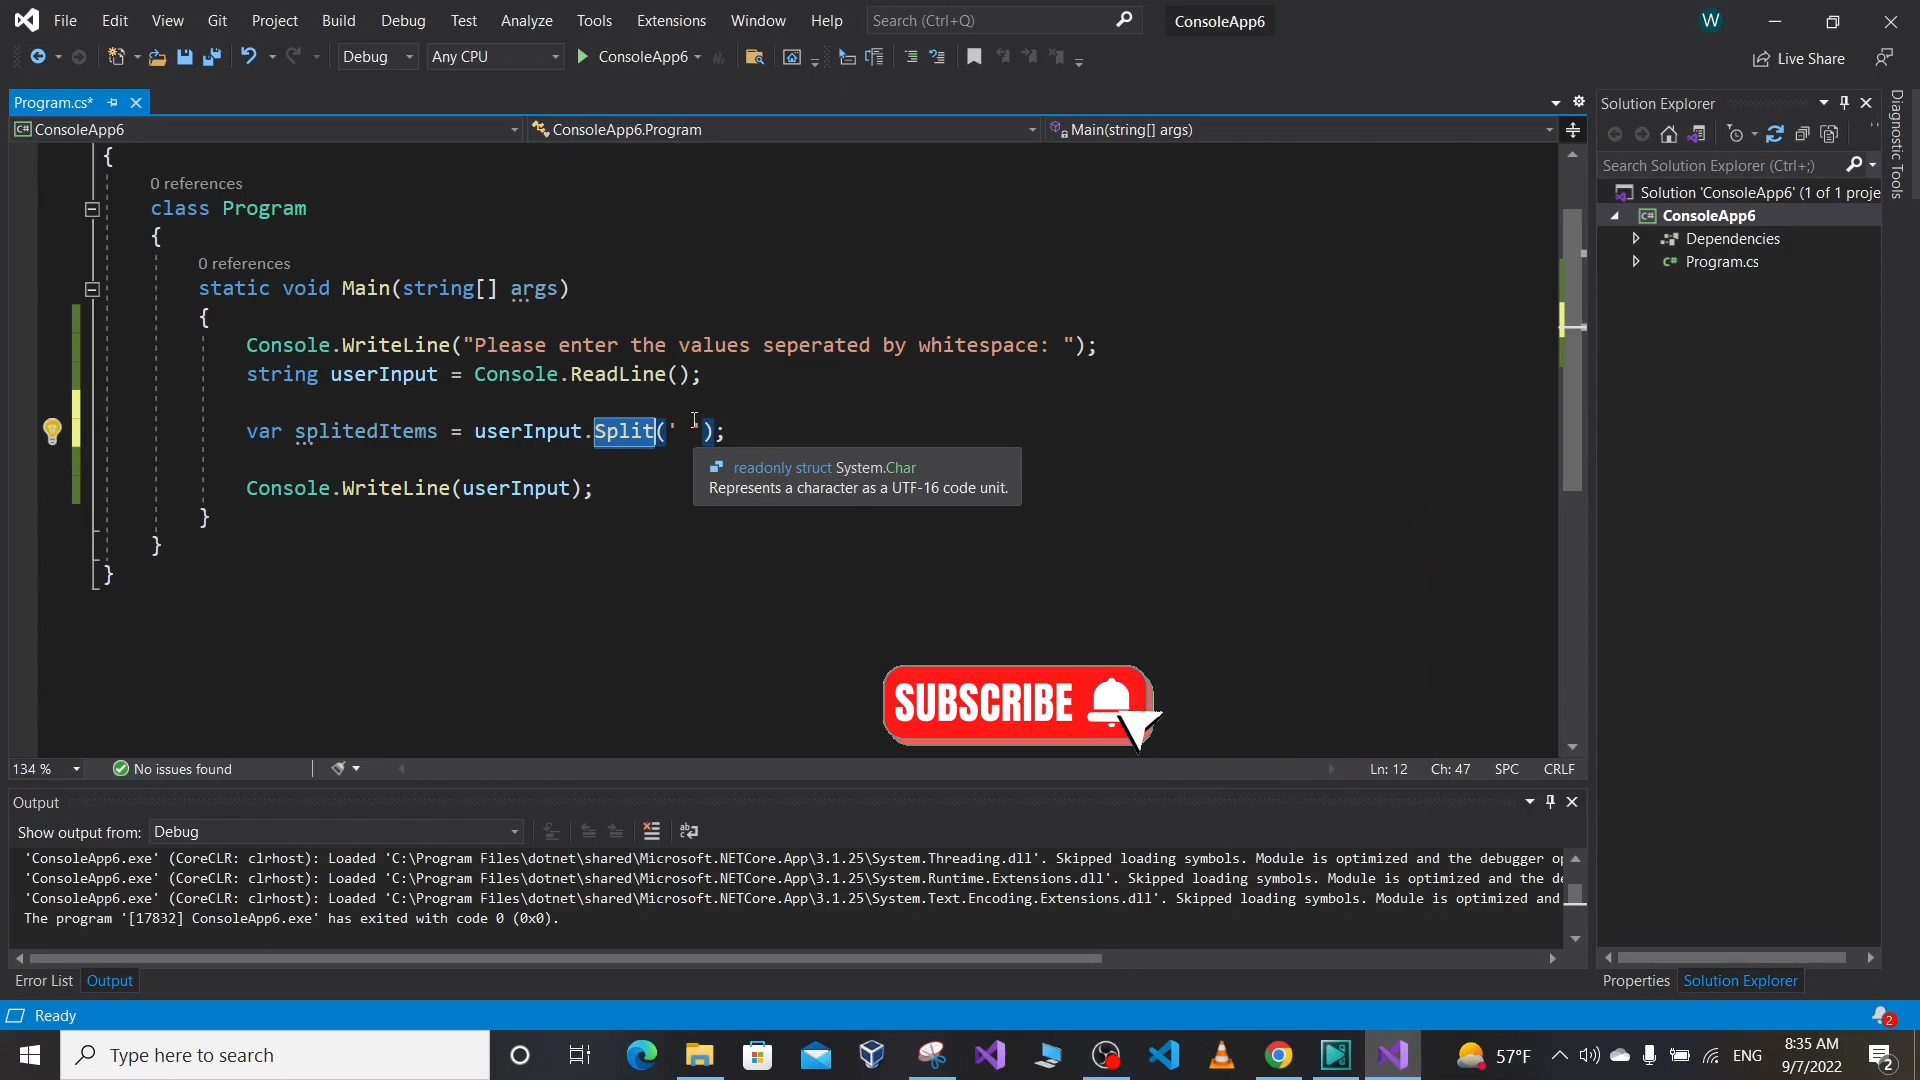 File Edit View Git Project Build Debug Test Analyze Tools Extensions Window Help Search (Ctrl+Q) ConsoleApp6 W
Debug Any CPU ConsoleApp6 Live Share
Program.cs*
ConsoleApp6 ConsoleApp6.Program Main(string[] args)
{
0 references
class Program
{
0 references
static void Main(string[] args)
{
Console.WriteLine("Please enter the values seperated by whitespace: ");
string userInput = Console.ReadLine();
var splitedItems = userInput.Split(' ');
readonly struct System.Char
Represents a character as a UTF-16 code unit.
Console.WriteLine(userInput);
}
}
}
SUBSCRIBE
134 % No issues found Ln: 12 Ch: 47 SPC CRLF
Output
Show output from: Debug
'ConsoleApp6.exe' (CoreCLR: clrhost): Loaded 'C:\Program Files\dotnet\shared\Microsoft.NETCore.App\3.1.25\System.Threading.dll'. Skipped loading symbols. Module is optimized and the debugger op
'ConsoleApp6.exe' (CoreCLR: clrhost): Loaded 'C:\Program Files\dotnet\shared\Microsoft.NETCore.App\3.1.25\System.Runtime.Extensions.dll'. Skipped loading symbols. Module is optimized and the de
'ConsoleApp6.exe' (CoreCLR: clrhost): Loaded 'C:\Program Files\dotnet\shared\Microsoft.NETCore.App\3.1.25\System.Text.Encoding.Extensions.dll'. Skipped loading symbols. Module is optimized and
The program '[17832] ConsoleApp6.exe' has exited with code 0 (0x0).
Error List Output
Solution Explorer
Search Solution Explorer (Ctrl+;)
Solution 'ConsoleApp6' (1 of 1 proje
ConsoleApp6
Dependencies
Program.cs
Properties Solution Explorer
Diagnostic Tools
Ready 2
Type here to search 57°F ENG 8:35 AM
9/7/2022 2